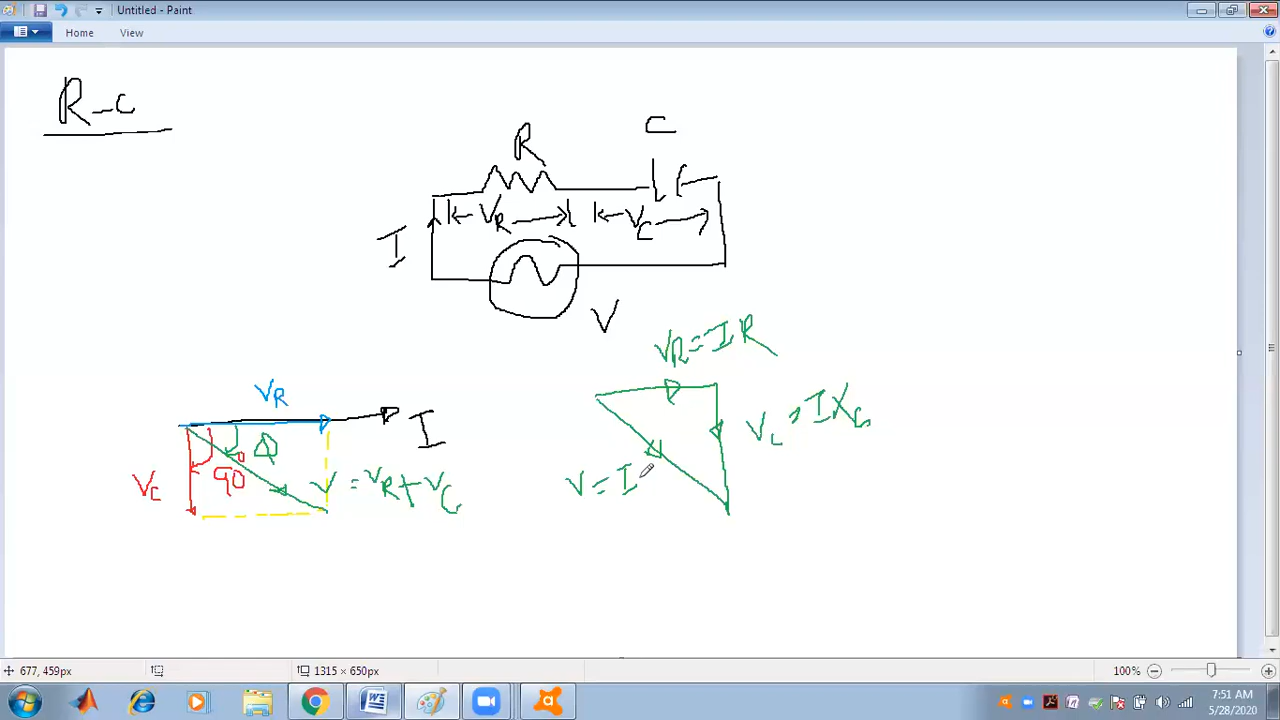 Untitled - Paint
Home View
R-C
R
C
VR
VC
I
V
VR = IR
VR
I
VC = IXC
Φ
90°
VC
V = VR + VC
V = I
677, 459px
1315 × 650px
100%
7:51 AM
5/28/2020